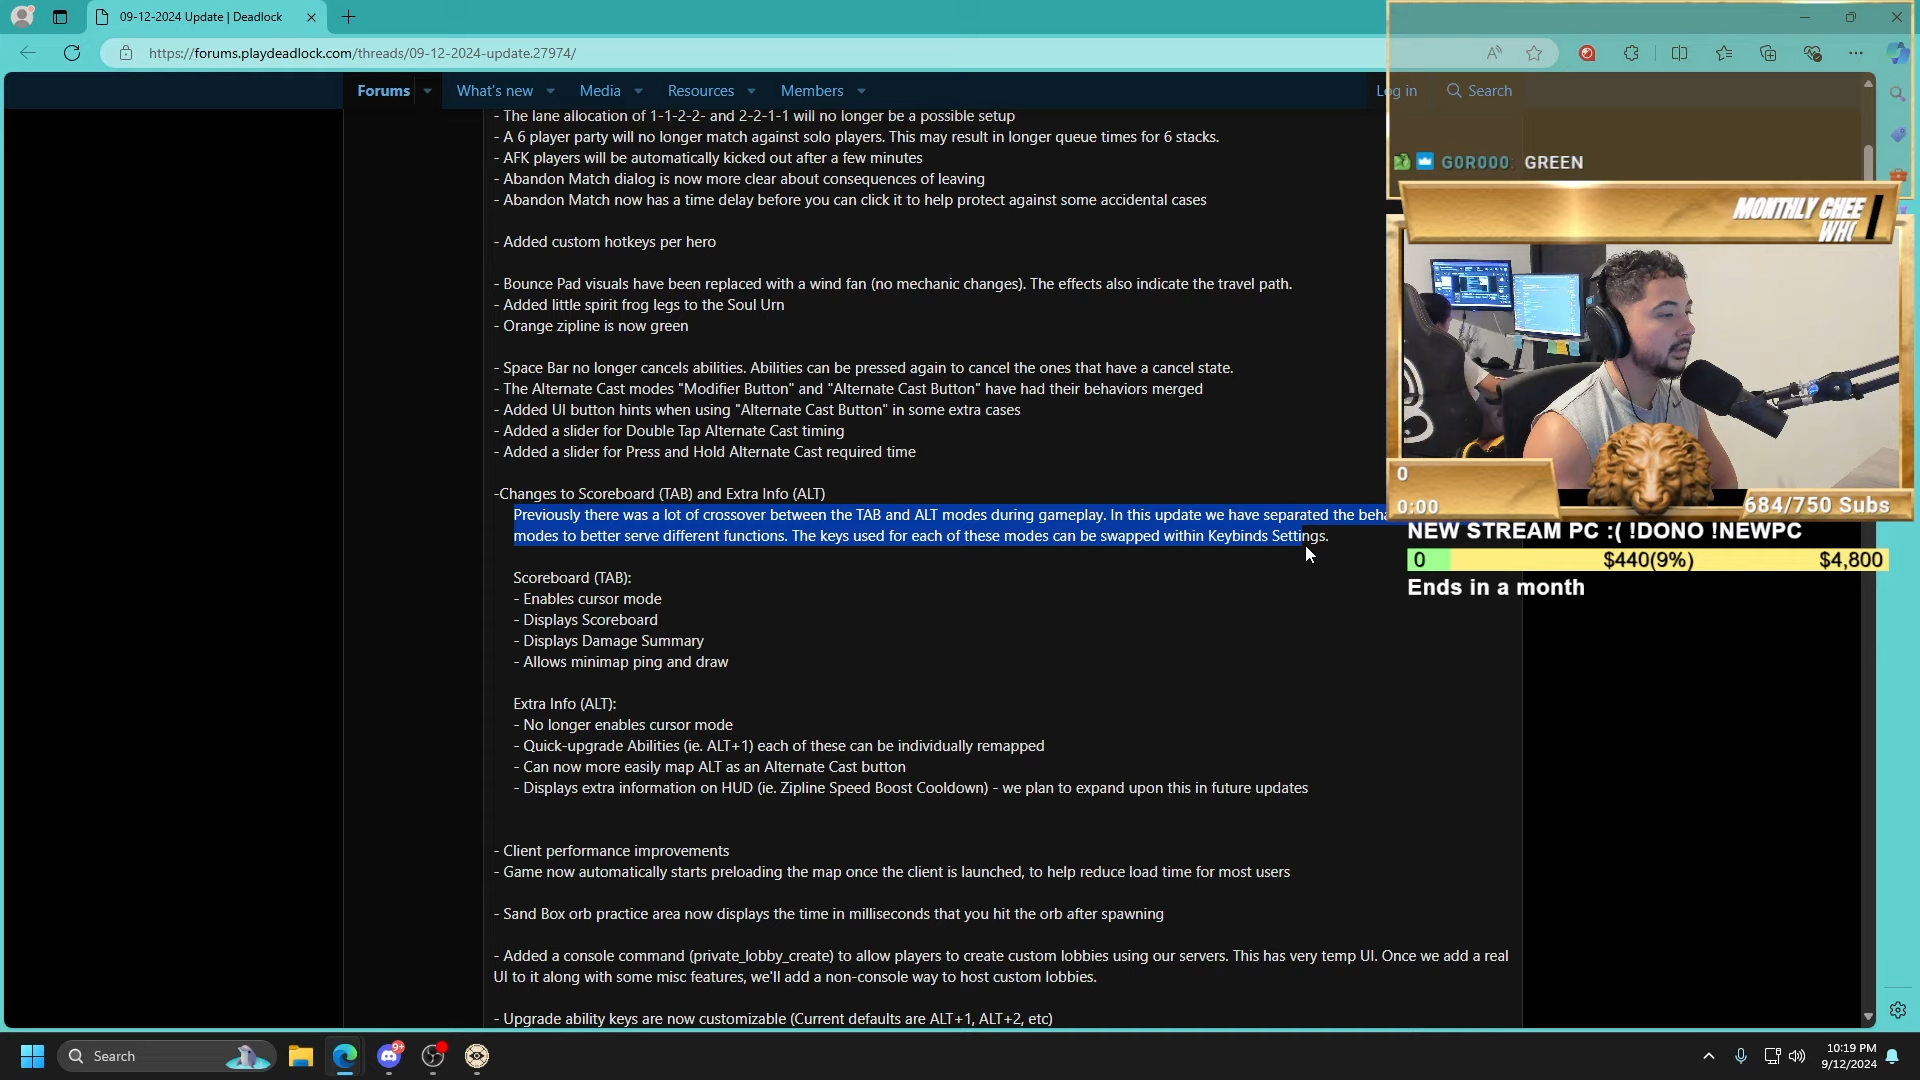 09-12-2024 Update | Deadlock
https://forums.playdeadlock.com/threads/09-12-2024-update.27974/
Forums What's new Media Resources Members Log in Search
- The lane allocation of 1-1-2-2- and 2-2-1-1 will no longer be a possible setup
- A 6 player party will no longer match against solo players. This may result in longer queue times for 6 stacks.
- AFK players will be automatically kicked out after a few minutes
- Abandon Match dialog is now more clear about consequences of leaving
- Abandon Match now has a time delay before you can click it to help protect against some accidental cases
- Added custom hotkeys per hero
- Bounce Pad visuals have been replaced with a wind fan (no mechanic changes). The effects also indicate the travel path.
- Added little spirit frog legs to the Soul Urn
- Orange zipline is now green
- Space Bar no longer cancels abilities. Abilities can be pressed again to cancel the ones that have a cancel state.
- The Alternate Cast modes "Modifier Button" and "Alternate Cast Button" have had their behaviors merged
- Added UI button hints when using "Alternate Cast Button" in some extra cases
- Added a slider for Double Tap Alternate Cast timing
- Added a slider for Press and Hold Alternate Cast required time
-Changes to Scoreboard (TAB) and Extra Info (ALT)
Previously there was a lot of crossover between the TAB and ALT modes during gameplay. In this update we have separated the beha
modes to better serve different functions. The keys used for each of these modes can be swapped within Keybinds Settings.
Scoreboard (TAB):
- Enables cursor mode
- Displays Scoreboard
- Displays Damage Summary
- Allows minimap ping and draw
Extra Info (ALT):
- No longer enables cursor mode
- Quick-upgrade Abilities (ie. ALT+1) each of these can be individually remapped
- Can now more easily map ALT as an Alternate Cast button
- Displays extra information on HUD (ie. Zipline Speed Boost Cooldown) - we plan to expand upon this in future updates
- Client performance improvements
- Game now automatically starts preloading the map once the client is launched, to help reduce load time for most users
- Sand Box orb practice area now displays the time in milliseconds that you hit the orb after spawning
- Added a console command (private_lobby_create) to allow players to create custom lobbies using our servers. This has very temp UI. Once we add a real
UI to it along with some misc features, we'll add a non-console way to host custom lobbies.
- Upgrade ability keys are now customizable (Current defaults are ALT+1, ALT+2, etc)
G0R000: GREEN
MONTHLY CHEE
WHO
0
0:00
684/750 Subs
NEW STREAM PC :( !DONO !NEWPC
0 $440(9%) $4,800
Ends in a month
Search
9+
10:19 PM
9/12/2024